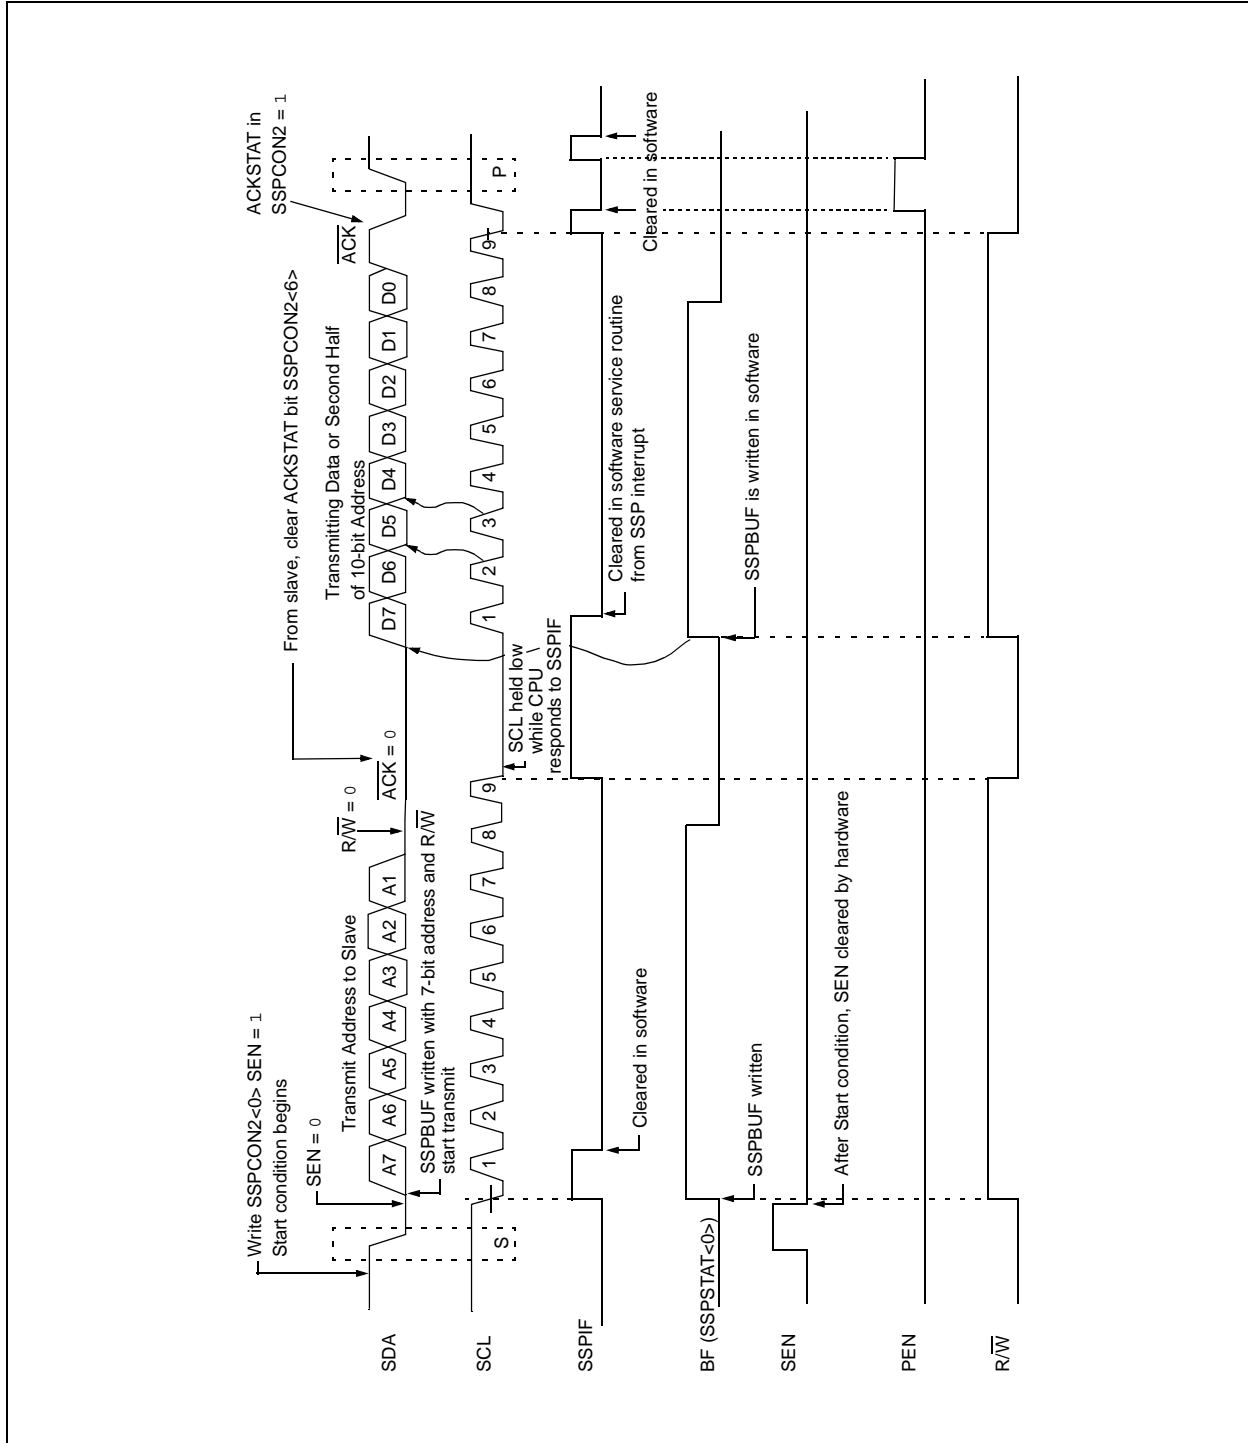 Write SSPCON2<0> SEN = 1
Start condition begins
SEN = 0
Transmit Address to Slave
R/W = 0
From slave, clear ACKSTAT bit SSPCON2<6>
ACK = 0
Transmitting Data or Second Half
of 10-bit Address
ACKSTAT in
SSPCON2 = 1
ACK
SDA
A7 A6 A5 A4 A3 A2 A1
D7 D6 D5 D4 D3 D2 D1 D0
SSPBUF written with 7-bit address and R/W
start transmit
SCL
S
1 2 3 4 5 6 7 8 9
1 2 3 4 5 6 7 8 9
P
SCL held low
while CPU
responds to SSPIF
SSPIF
Cleared in software
Cleared in software service routine
from SSP interrupt
Cleared in software
BF (SSPSTAT<0>)
SSPBUF written
SSPBUF is written in software
SEN
After Start condition, SEN cleared by hardware
PEN
R/W